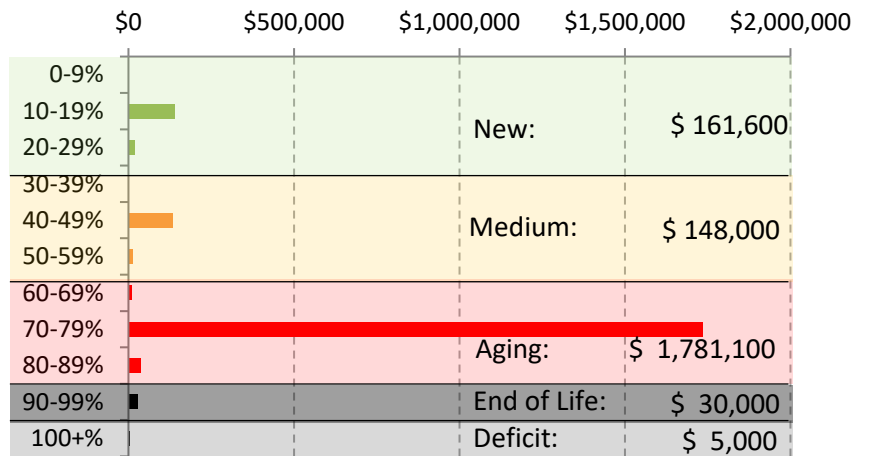 $0 $500,000 $1,000,000 $1,500,000 $2,000,000
0-9%
10-19%
New: $ 161,600
20-29%
30-39%
40-49%
Medium: $ 148,000
50-59%
60-69%
70-79%
Aging: $ 1,781,100
80-89%
90-99% End of Life: $ 30,000
100+% Deficit: $ 5,000